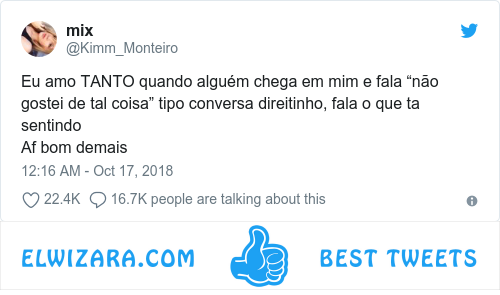 mix
@Kimm_Monteiro
Eu amo TANTO quando alguém chega em mim e fala “não
gostei de tal coisa” tipo conversa direitinho, fala o que ta
sentindo
Af bom demais
12:16 AM - Oct 17, 2018
22.4K 16.7K people are talking about this
ELWIZARA.COM BEST TWEETS